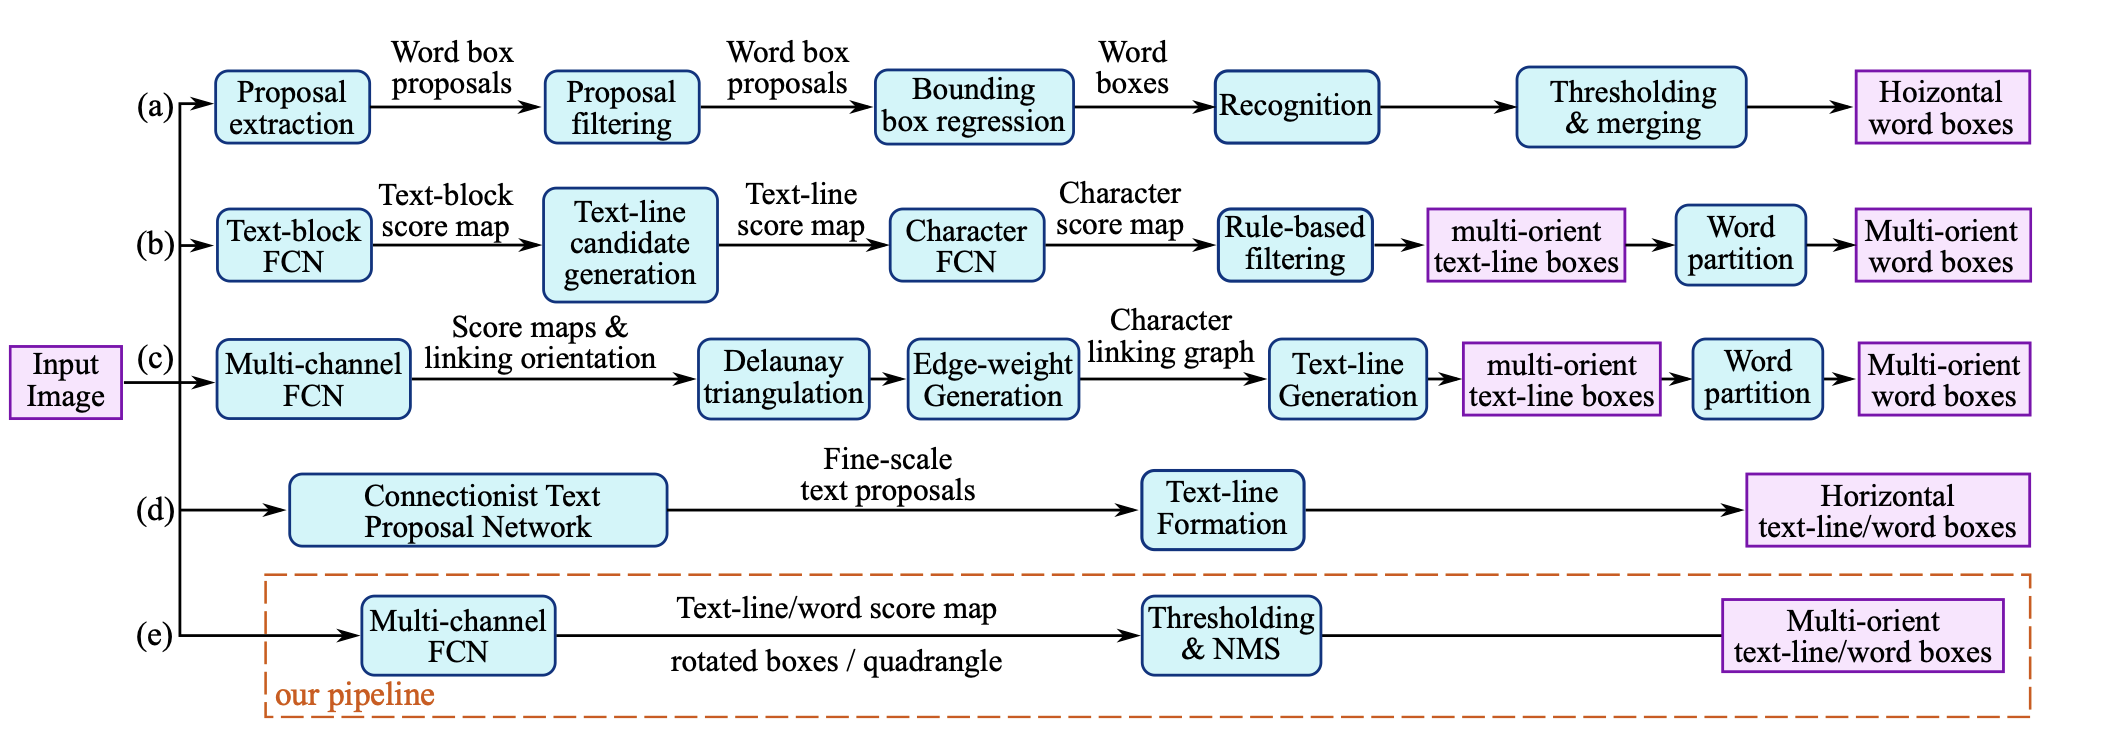 Input
Image
(a)
Proposal
extraction
Word box
proposals
Proposal
filtering
Word box
proposals
Bounding
box regression
Word
boxes
Recognition
Thresholding
& merging
Hoizontal
word boxes
(b)
Text-block
FCN
Text-block
score map
Text-line
candidate
generation
Text-line
score map
Character
FCN
Character
score map
Rule-based
filtering
multi-orient
text-line boxes
Word
partition
Multi-orient
word boxes
(c)
Multi-channel
FCN
Score maps &
linking orientation
Delaunay
triangulation
Edge-weight
Generation
Character
linking graph
Text-line
Generation
multi-orient
text-line boxes
Word
partition
Multi-orient
word boxes
(d)
Connectionist Text
Proposal Network
Fine-scale
text proposals
Text-line
Formation
Horizontal
text-line/word boxes
(e)
Multi-channel
FCN
Text-line/word score map
rotated boxes / quadrangle
Thresholding
& NMS
Multi-orient
text-line/word boxes
our pipeline